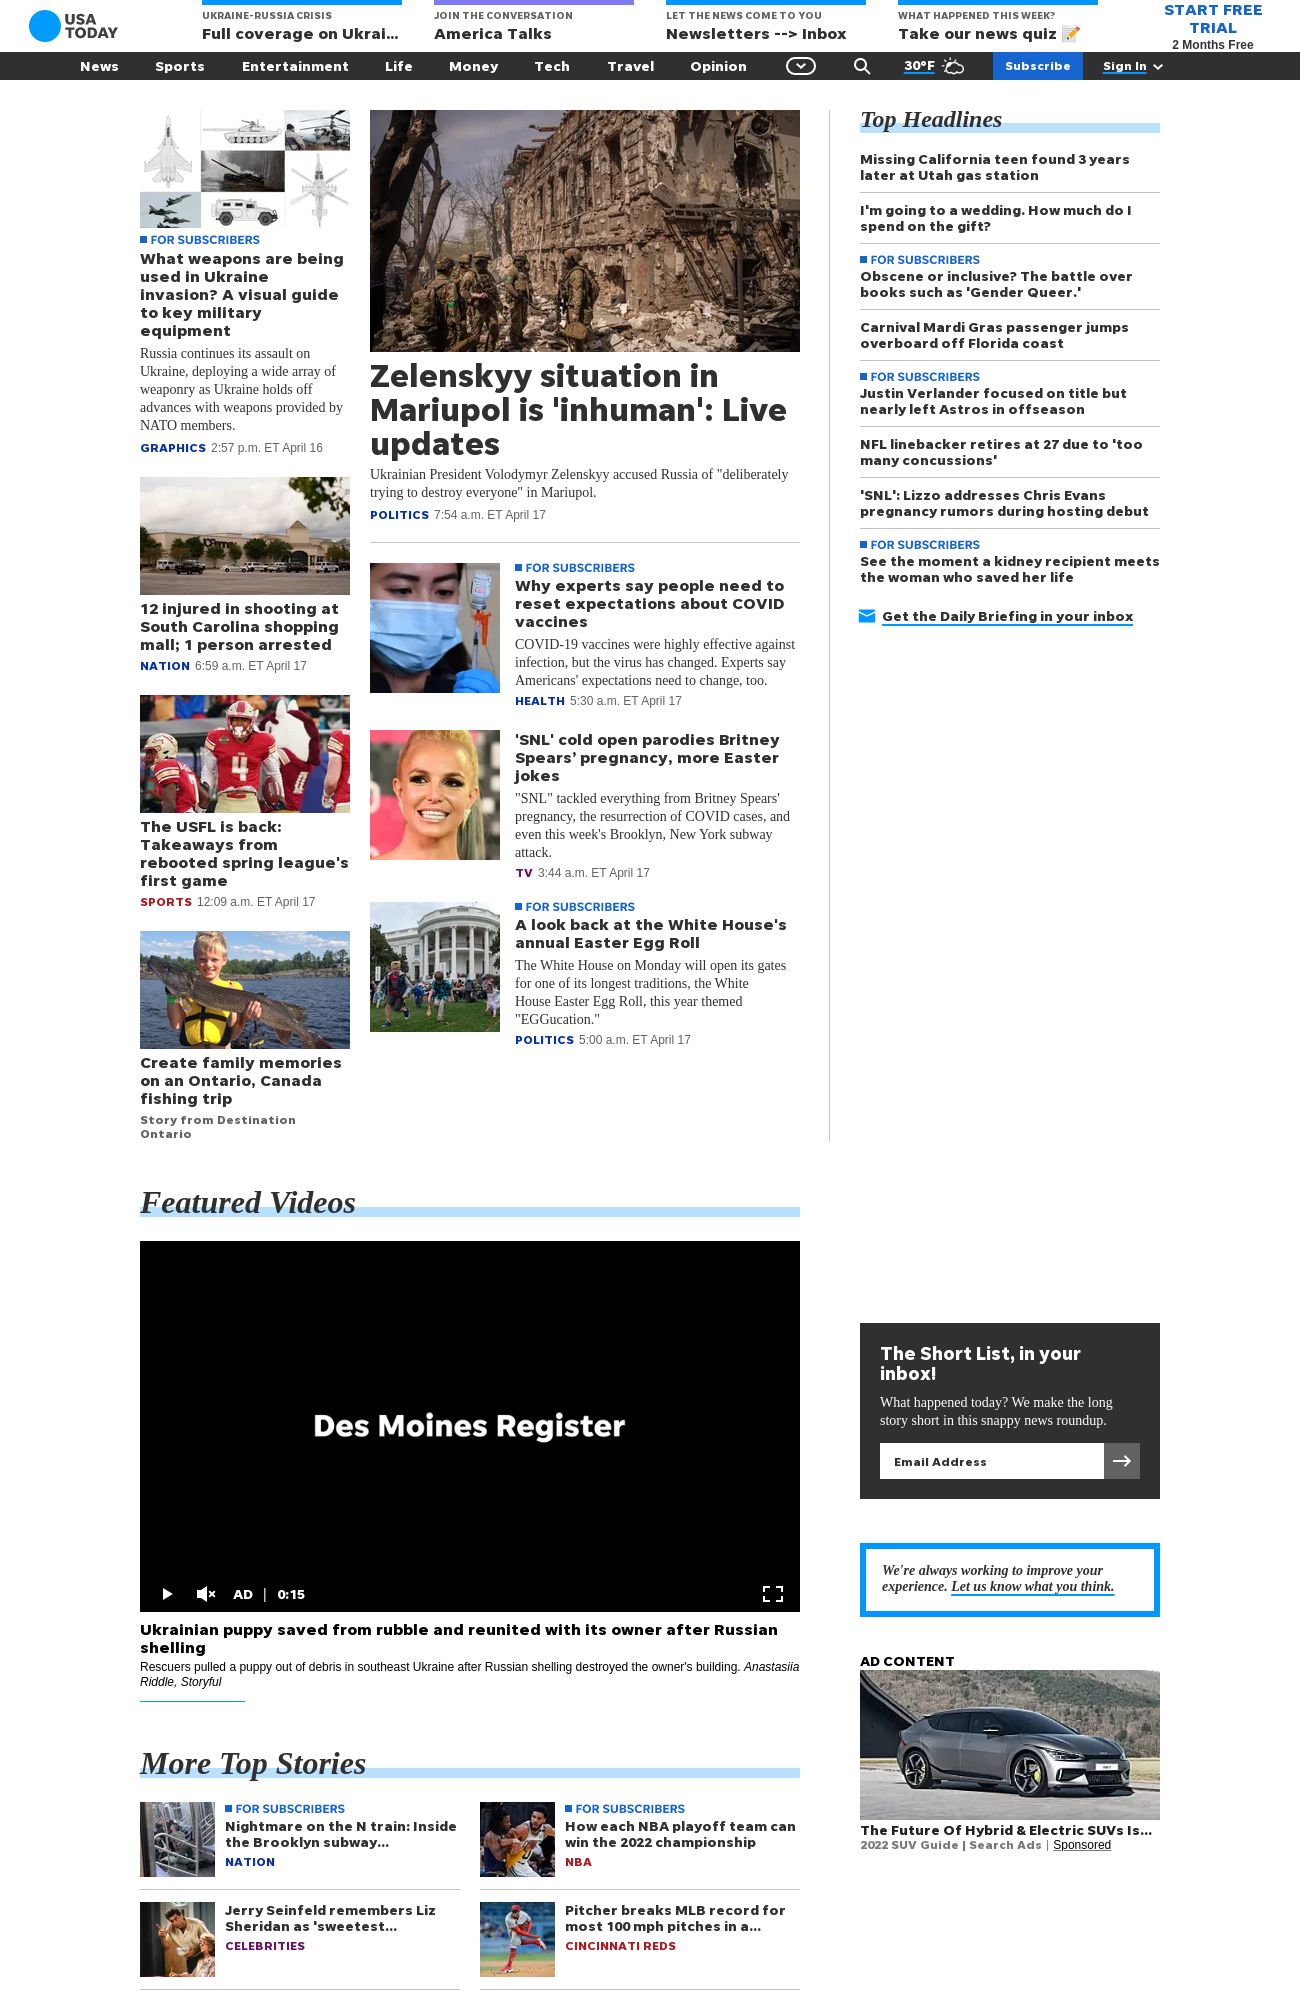 USA
TODAY
UKRAINE-RUSSIA CRISIS
Full coverage on Ukrai...
JOIN THE CONVERSATION
America Talks
LET THE NEWS COME TO YOU
Newsletters --> Inbox
WHAT HAPPENED THIS WEEK?
Take our news quiz 📝
START FREE
TRIAL
2 Months Free
News Sports Entertainment Life Money Tech Travel Opinion 30°F Subscribe Sign In
FOR SUBSCRIBERS
What weapons are being
used in Ukraine
invasion? A visual guide
to key military
equipment
Russia continues its assault on
Ukraine, deploying a wide array of
weaponry as Ukraine holds off
advances with weapons provided by
NATO members.
GRAPHICS 2:57 p.m. ET April 16
JCPenney
12 injured in shooting at
South Carolina shopping
mall; 1 person arrested
NATION 6:59 a.m. ET April 17
4
The USFL is back:
Takeaways from
rebooted spring league's
first game
SPORTS 12:09 a.m. ET April 17
Create family memories
on an Ontario, Canada
fishing trip
Story from Destination
Ontario
Zelenskyy situation in
Mariupol is 'inhuman': Live
updates
Ukrainian President Volodymyr Zelenskyy accused Russia of "deliberately
trying to destroy everyone" in Mariupol.
POLITICS 7:54 a.m. ET April 17
FOR SUBSCRIBERS
Why experts say people need to
reset expectations about COVID
vaccines
COVID-19 vaccines were highly effective against
infection, but the virus has changed. Experts say
Americans' expectations need to change, too.
HEALTH 5:30 a.m. ET April 17
'SNL' cold open parodies Britney
Spears’ pregnancy, more Easter
jokes
"SNL" tackled everything from Britney Spears'
pregnancy, the resurrection of COVID cases, and
even this week's Brooklyn, New York subway
attack.
TV 3:44 a.m. ET April 17
FOR SUBSCRIBERS
A look back at the White House's
annual Easter Egg Roll
The White House on Monday will open its gates
for one of its longest traditions, the White
House Easter Egg Roll, this year themed
"EGGucation."
POLITICS 5:00 a.m. ET April 17
Top Headlines
Missing California teen found 3 years
later at Utah gas station
I'm going to a wedding. How much do I
spend on the gift?
FOR SUBSCRIBERS
Obscene or inclusive? The battle over
books such as 'Gender Queer.'
Carnival Mardi Gras passenger jumps
overboard off Florida coast
FOR SUBSCRIBERS
Justin Verlander focused on title but
nearly left Astros in offseason
NFL linebacker retires at 27 due to 'too
many concussions'
'SNL': Lizzo addresses Chris Evans
pregnancy rumors during hosting debut
FOR SUBSCRIBERS
See the moment a kidney recipient meets
the woman who saved her life
Get the Daily Briefing in your inbox
Featured Videos
Des Moines Register
AD | 0:15
Ukrainian puppy saved from rubble and reunited with its owner after Russian
shelling
Rescuers pulled a puppy out of debris in southeast Ukraine after Russian shelling destroyed the owner's building. Anastasiia
Riddle, Storyful
The Short List, in your
inbox!
What happened today? We make the long
story short in this snappy news roundup.
Email Address
We're always working to improve your
experience. Let us know what you think.
AD CONTENT
The Future Of Hybrid & Electric SUVs Is...
2022 SUV Guide | Search Ads | Sponsored
More Top Stories
FOR SUBSCRIBERS
Nightmare on the N train: Inside
the Brooklyn subway...
NATION
FOR SUBSCRIBERS
How each NBA playoff team can
win the 2022 championship
NBA
Jerry Seinfeld remembers Liz
Sheridan as 'sweetest...
CELEBRITIES
Pitcher breaks MLB record for
most 100 mph pitches in a...
CINCINNATI REDS